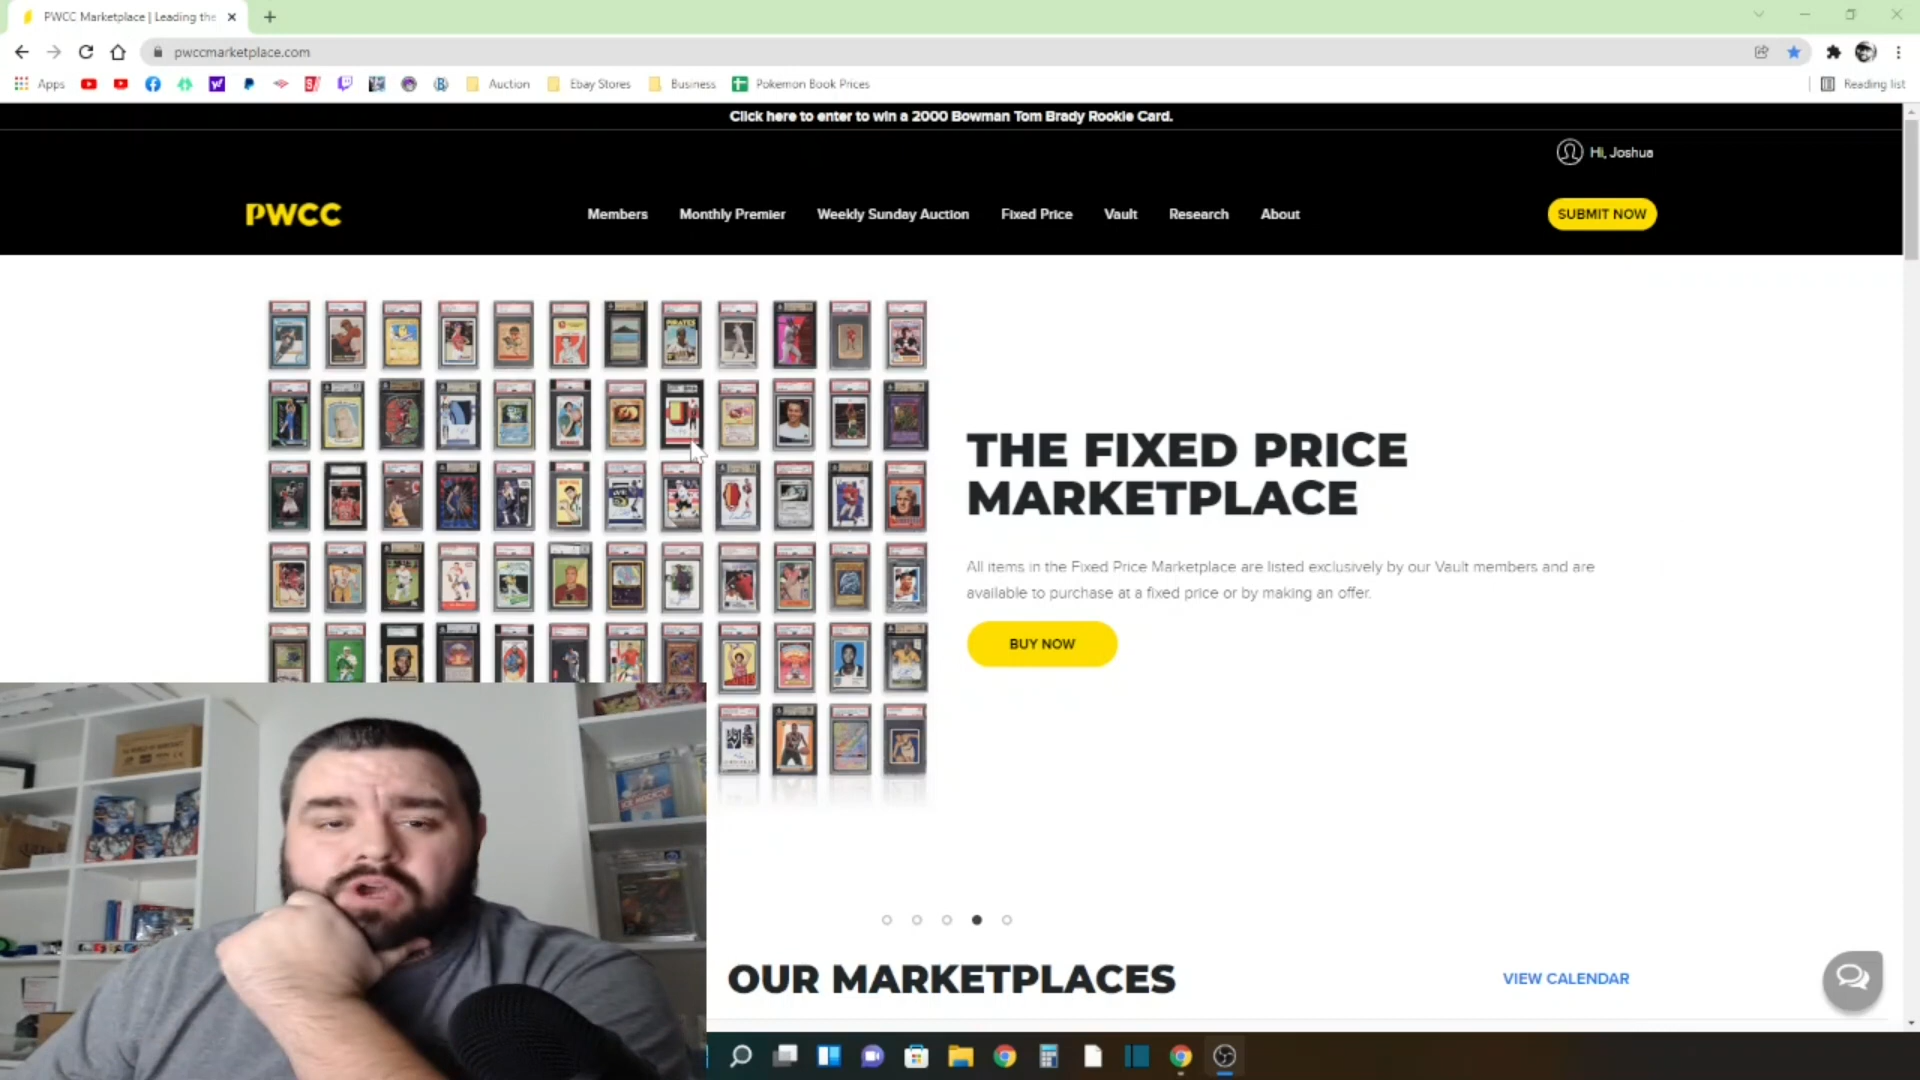 PWCC Marketplace | Leading the
pwccmarketplace.com
Apps
Auction
Ebay Stores
Business
Pokemon Book Prices
Reading list
Click here to enter to win a 2000 Bowman Tom Brady Rookie Card.
Hi, Joshua
PWCC
Members
Monthly Premier
Weekly Sunday Auction
Fixed Price
Vault
Research
About
SUBMIT NOW
PIRATES
THE FIXED PRICE
MARKETPLACE
All items in the Fixed Price Marketplace are listed exclusively by our Vault members and are
available to purchase at a fixed price or by making an offer.
BUY NOW
OUR MARKETPLACES
VIEW CALENDAR